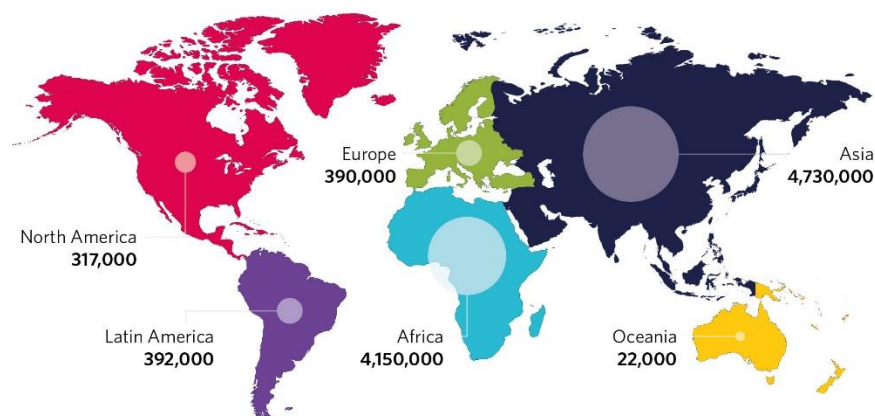 Europe
390,000
Asia
4,730,000
North America
317,000
Latin America
392,000
Africa
4,150,000
Oceania
22,000